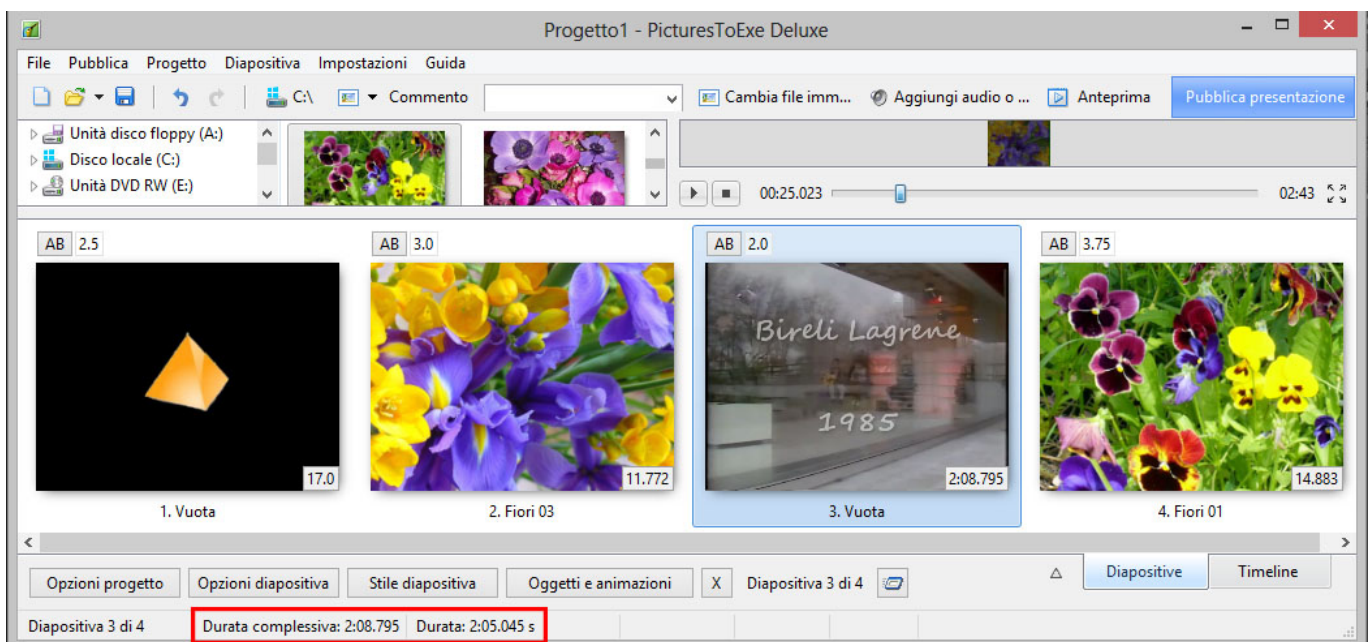 Progetto1 - PicturesToExe Deluxe
File Pubblica Progetto Diapositiva Impostazioni Guida
C:\ Commento Cambia file imm... Aggiungi audio o ... Anteprima Pubblica presentazione
Unità disco floppy (A:)
Disco locale (C:)
Unità DVD RW (E:)
00:25.023 02:43
AB 2.5 AB 3.0 AB 2.0 AB 3.75
Bireli Lagrene
1985
17.0 11.772 2:08.795 14.883
1. Vuota 2. Fiori 03 3. Vuota 4. Fiori 01
Opzioni progetto Opzioni diapositiva Stile diapositiva Oggetti e animazioni X Diapositiva 3 di 4 Diapositive Timeline
Diapositiva 3 di 4 Durata complessiva: 2:08.795 Durata: 2:05.045 s